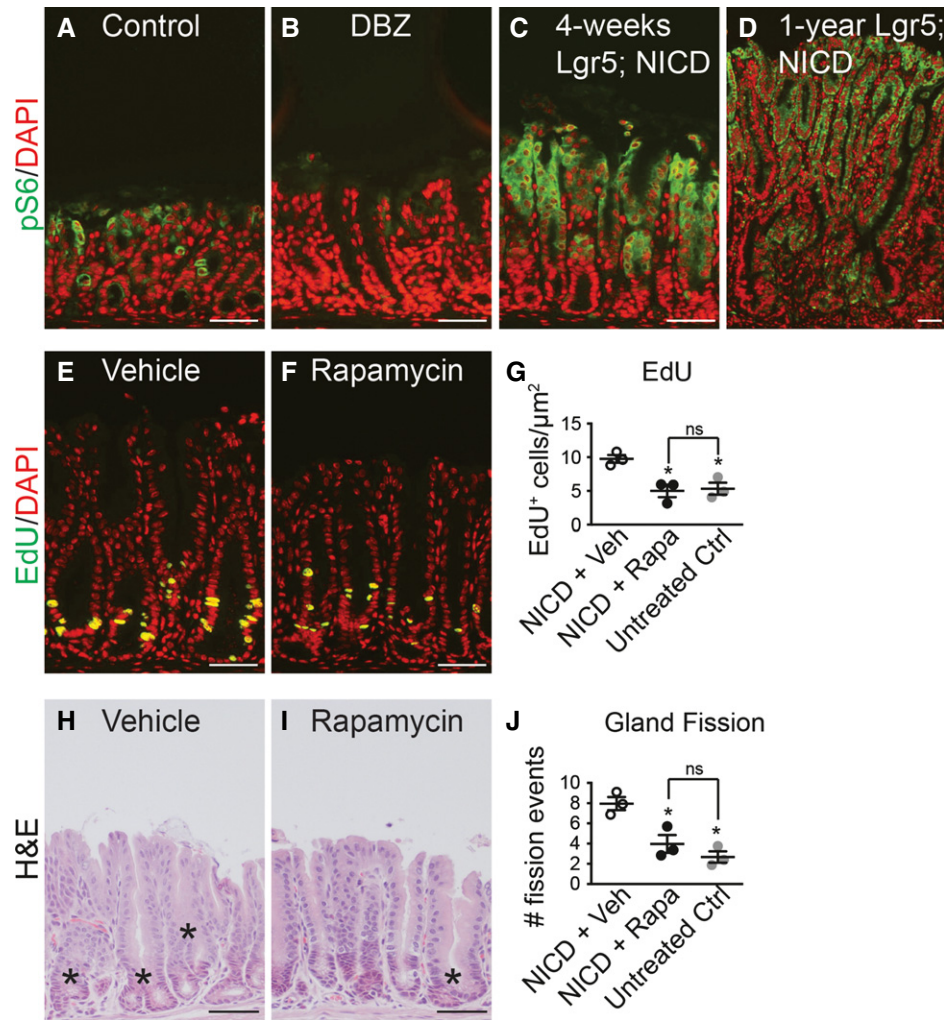 A Control
B DBZ
C 4-weeks
Lgr5; NICD
D 1-year Lgr5;
NICD
pS6/DAPI
E Vehicle
F Rapamycin
EdU/DAPI
G EdU
EdU⁺ cells/µm²
15
10
5
0
ns
*
*
NICD + Veh
NICD + Rapa
Untreated Ctrl
H Vehicle
*
*
*
I Rapamycin
*
H&E
J Gland Fission
# fission events
10
8
6
4
2
0
ns
*
*
NICD + Veh
NICD + Rapa
Untreated Ctrl